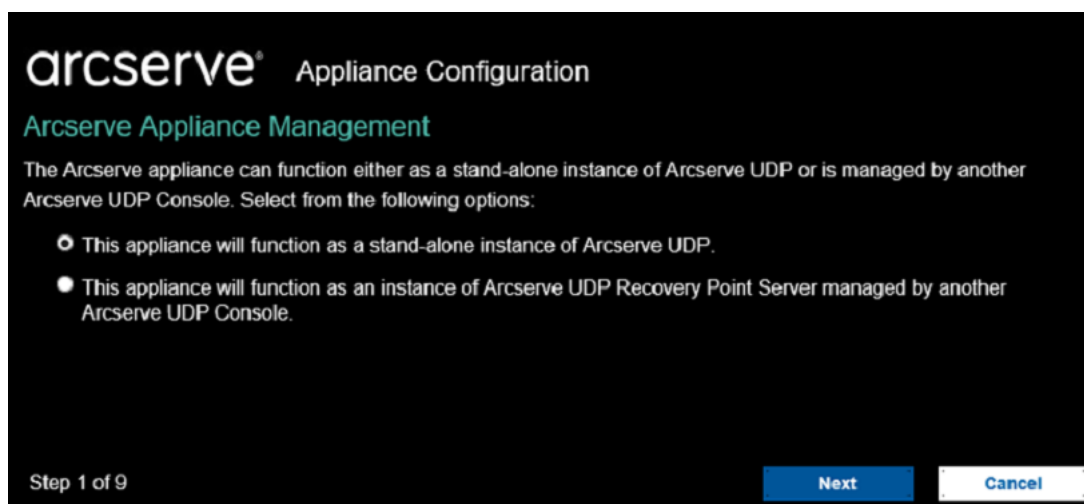 arcserve® Appliance Configuration
Arcserve Appliance Management
The Arcserve appliance can function either as a stand-alone instance of Arcserve UDP or is managed by another
Arcserve UDP Console. Select from the following options:
This appliance will function as a stand-alone instance of Arcserve UDP.
This appliance will function as an instance of Arcserve UDP Recovery Point Server managed by another
Arcserve UDP Console.
Step 1 of 9 Next Cancel